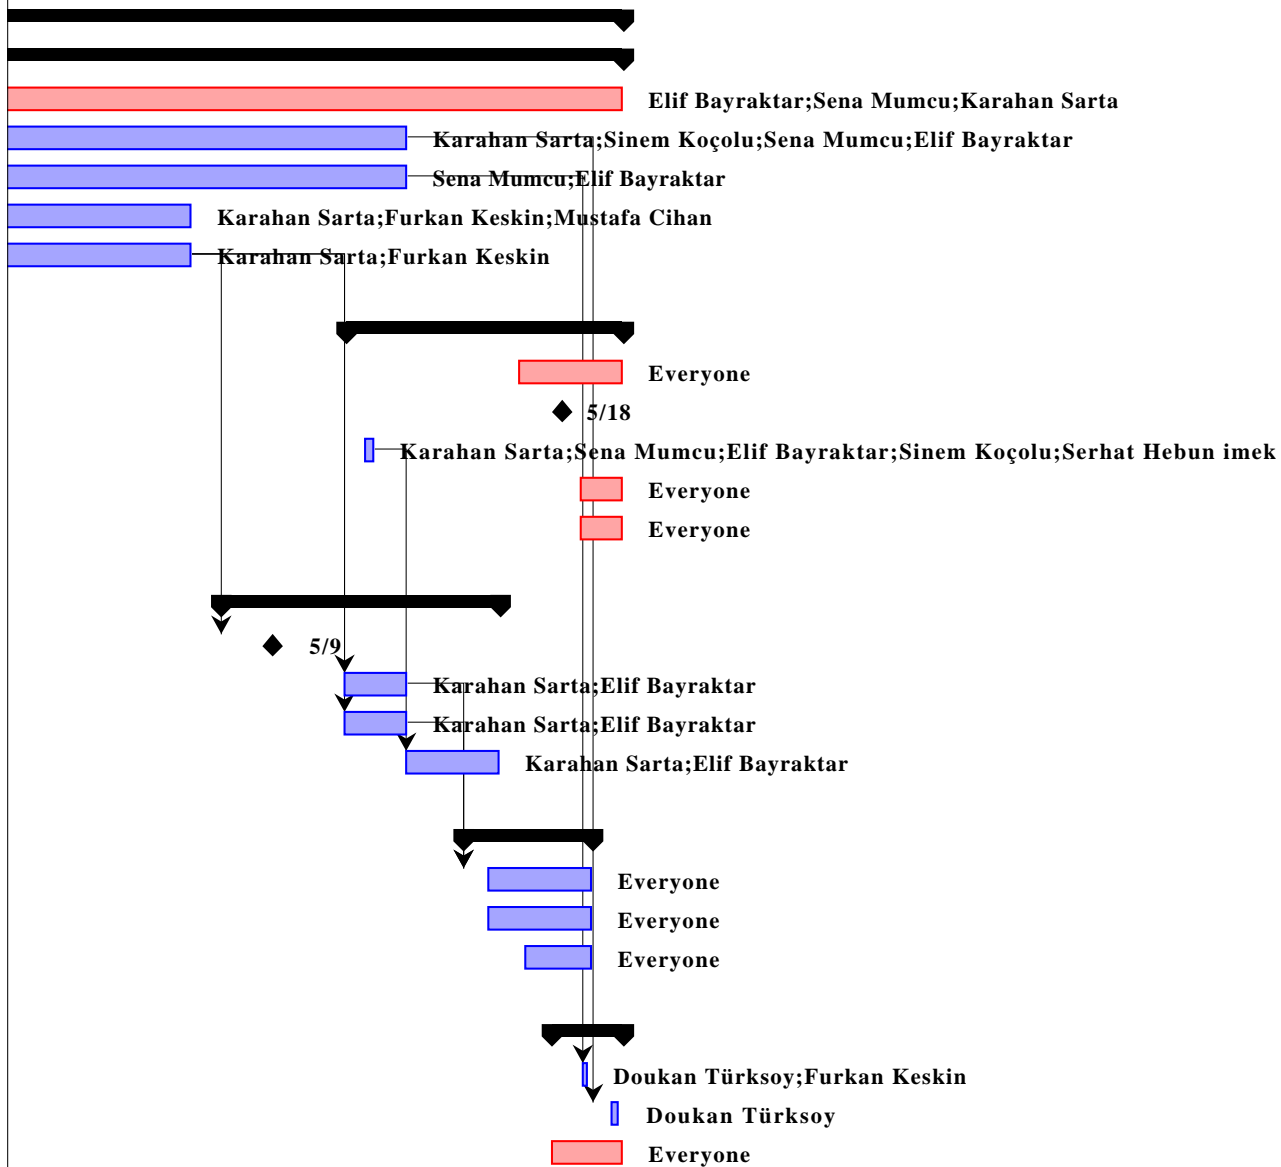 Elif Bayraktar;Sena Mumcu;Karahan Sarta
Karahan Sarta;Sinem Koçolu;Sena Mumcu;Elif Bayraktar
Sena Mumcu;Elif Bayraktar
Karahan Sarta;Furkan Keskin;Mustafa Cihan
Karahan Sarta;Furkan Keskin
Everyone
5/18
Karahan Sarta;Sena Mumcu;Elif Bayraktar;Sinem Koçolu;Serhat Hebun imek
Everyone
Everyone
5/9
Karahan Sarta;Elif Bayraktar
Karahan Sarta;Elif Bayraktar
Karahan Sarta;Elif Bayraktar
Everyone
Everyone
Everyone
Doukan Türksoy;Furkan Keskin
Doukan Türksoy
Everyone